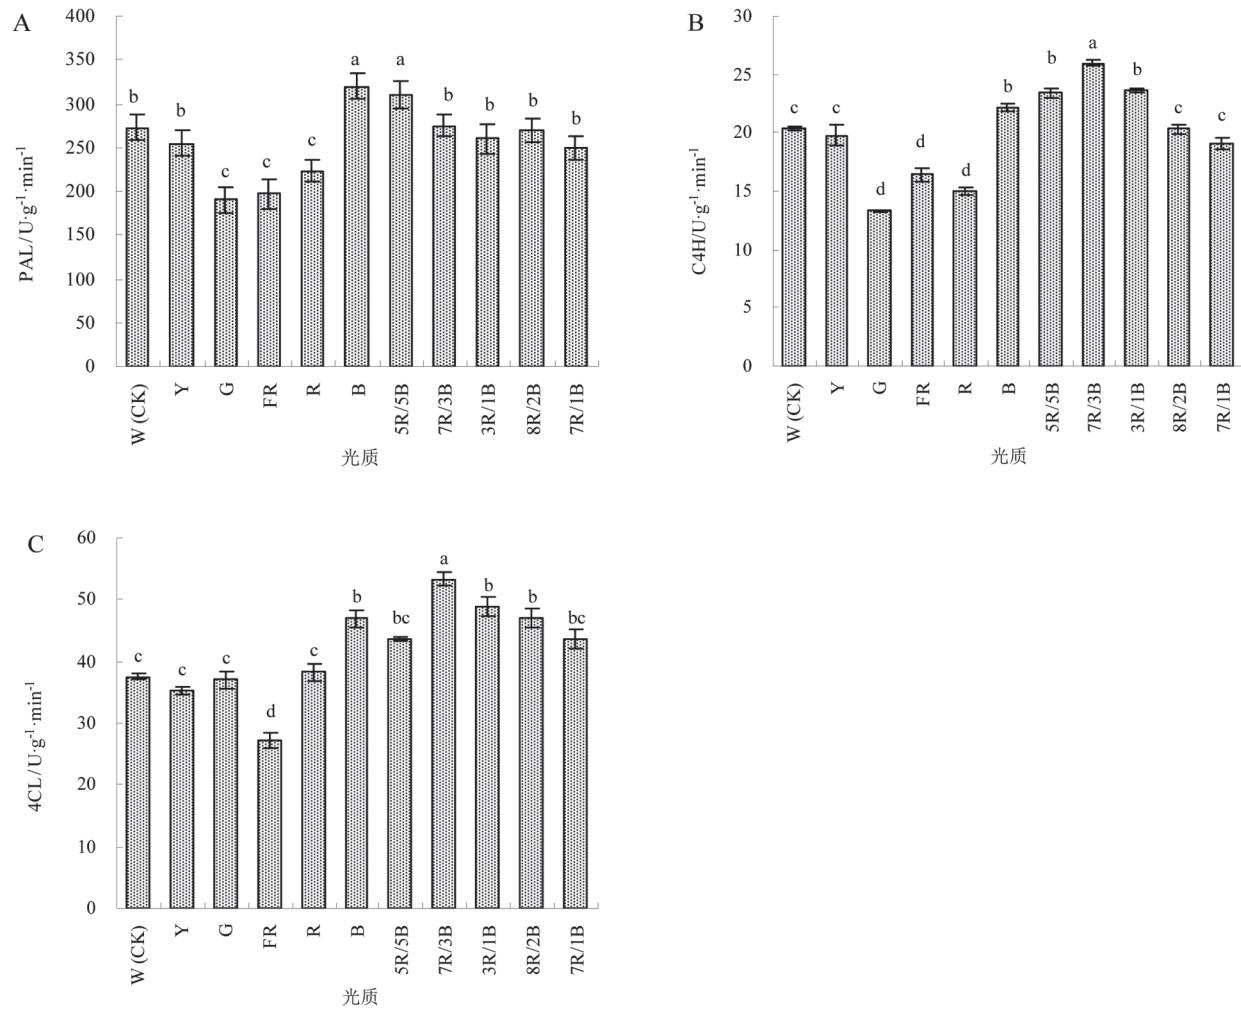 A
400
350
300
250
200
150
100
50
0
PAL/U·g⁻¹·min⁻¹
b
b
c
c
c
a
a
b
b
b
b
W (CK)
Y
G
FR
R
B
5R/5B
7R/3B
3R/1B
8R/2B
7R/1B
光质
B
30
25
20
15
10
5
0
C4H/U·g⁻¹·min⁻¹
c
c
d
d
d
b
b
a
b
c
c
W (CK)
Y
G
FR
R
B
5R/5B
7R/3B
3R/1B
8R/2B
7R/1B
光质
C
60
50
40
30
20
10
0
4CL/U·g⁻¹·min⁻¹
c
c
c
d
c
b
bc
a
b
b
bc
W (CK)
Y
G
FR
R
B
5R/5B
7R/3B
3R/1B
8R/2B
7R/1B
光质